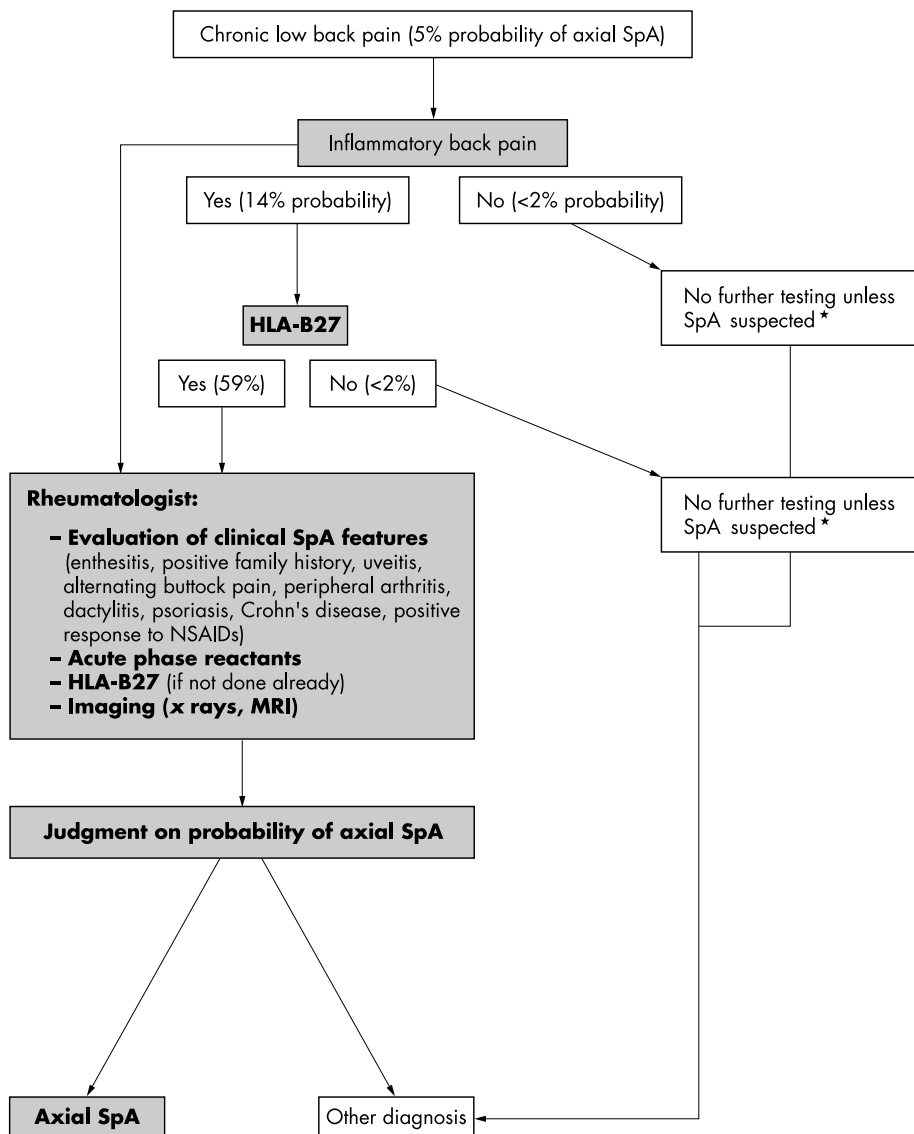 Chronic low back pain (5% probability of axial SpA)
Inflammatory back pain
Yes (14% probability)
No (<2% probability)
No further testing unless
SpA suspected★
HLA-B27
Yes (59%)
No (<2%)
Rheumatologist:
– Evaluation of clinical SpA features
(enthesitis, positive family history, uveitis,
alternating buttock pain, peripheral arthritis,
dactylitis, psoriasis, Crohn's disease, positive
response to NSAIDs)
– Acute phase reactants
– HLA-B27 (if not done already)
– Imaging (x rays, MRI)
No further testing unless
SpA suspected★
Judgment on probability of axial SpA
Axial SpA
Other diagnosis